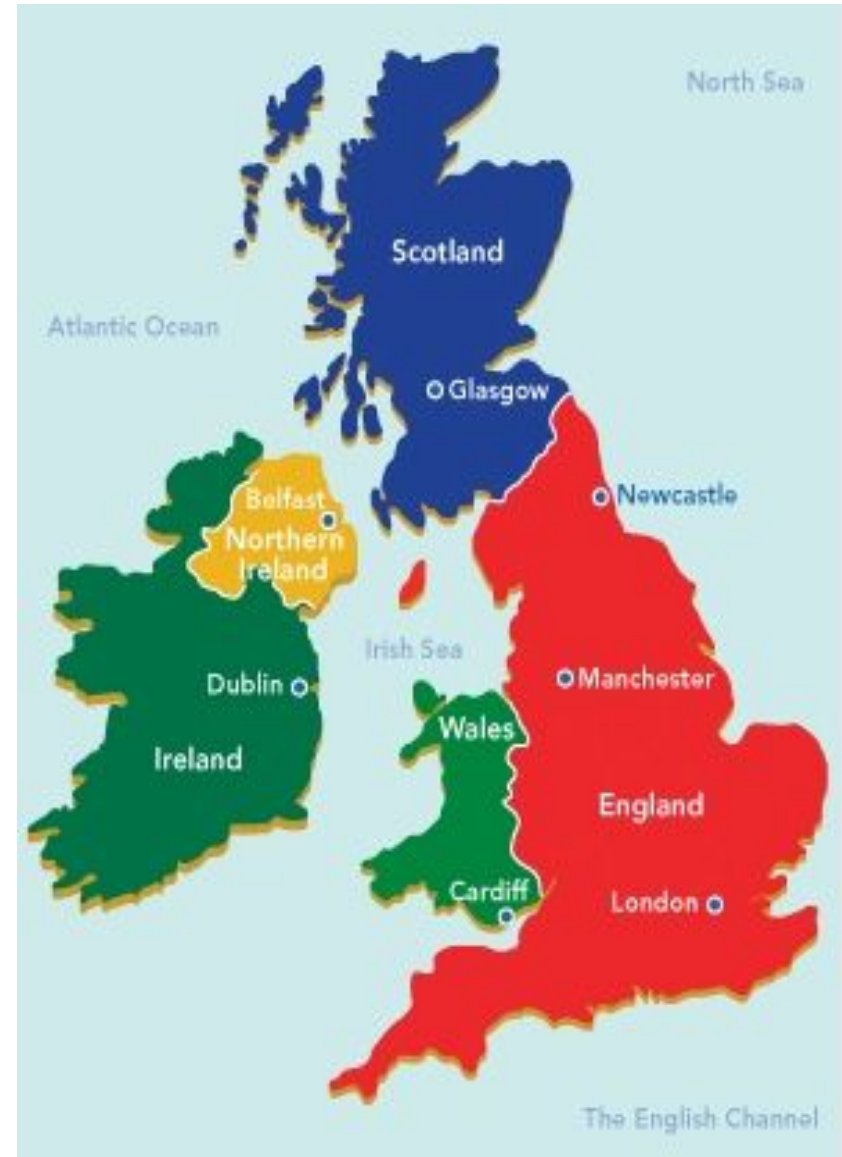 North Sea
Scotland
Atlantic Ocean
Glasgow
Belfast
Newcastle
Northern
Ireland
Irish Sea
Dublin
Manchester
Wales
Ireland
England
Cardiff
London
The English Channel